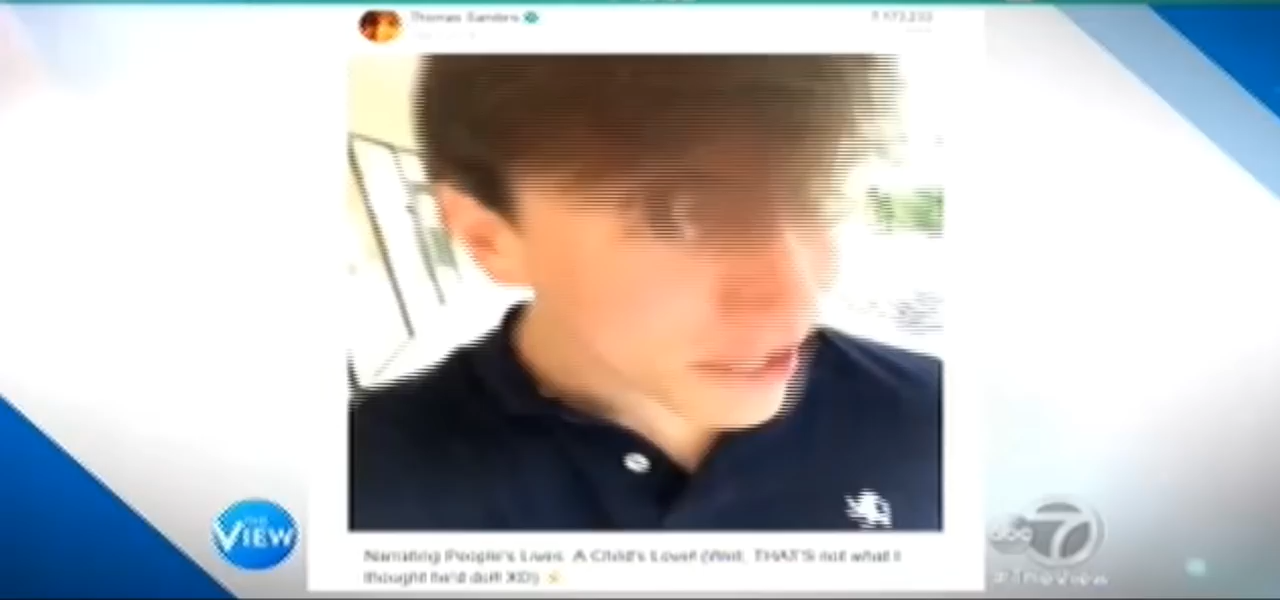 Thomas Sanders
Narrating People's Lives: A Child's Love!! (Well, THAT'S not what I
thought he'd do!! XD)
THE
VIEW
abc 7
#TheView